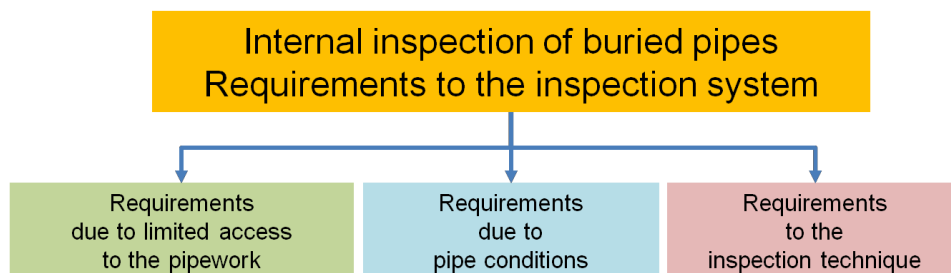 Internal inspection of buried pipes
Requirements to the inspection system
Requirements
due to limited access
to the pipework
Requirements
due to
pipe conditions
Requirements
to the
inspection technique